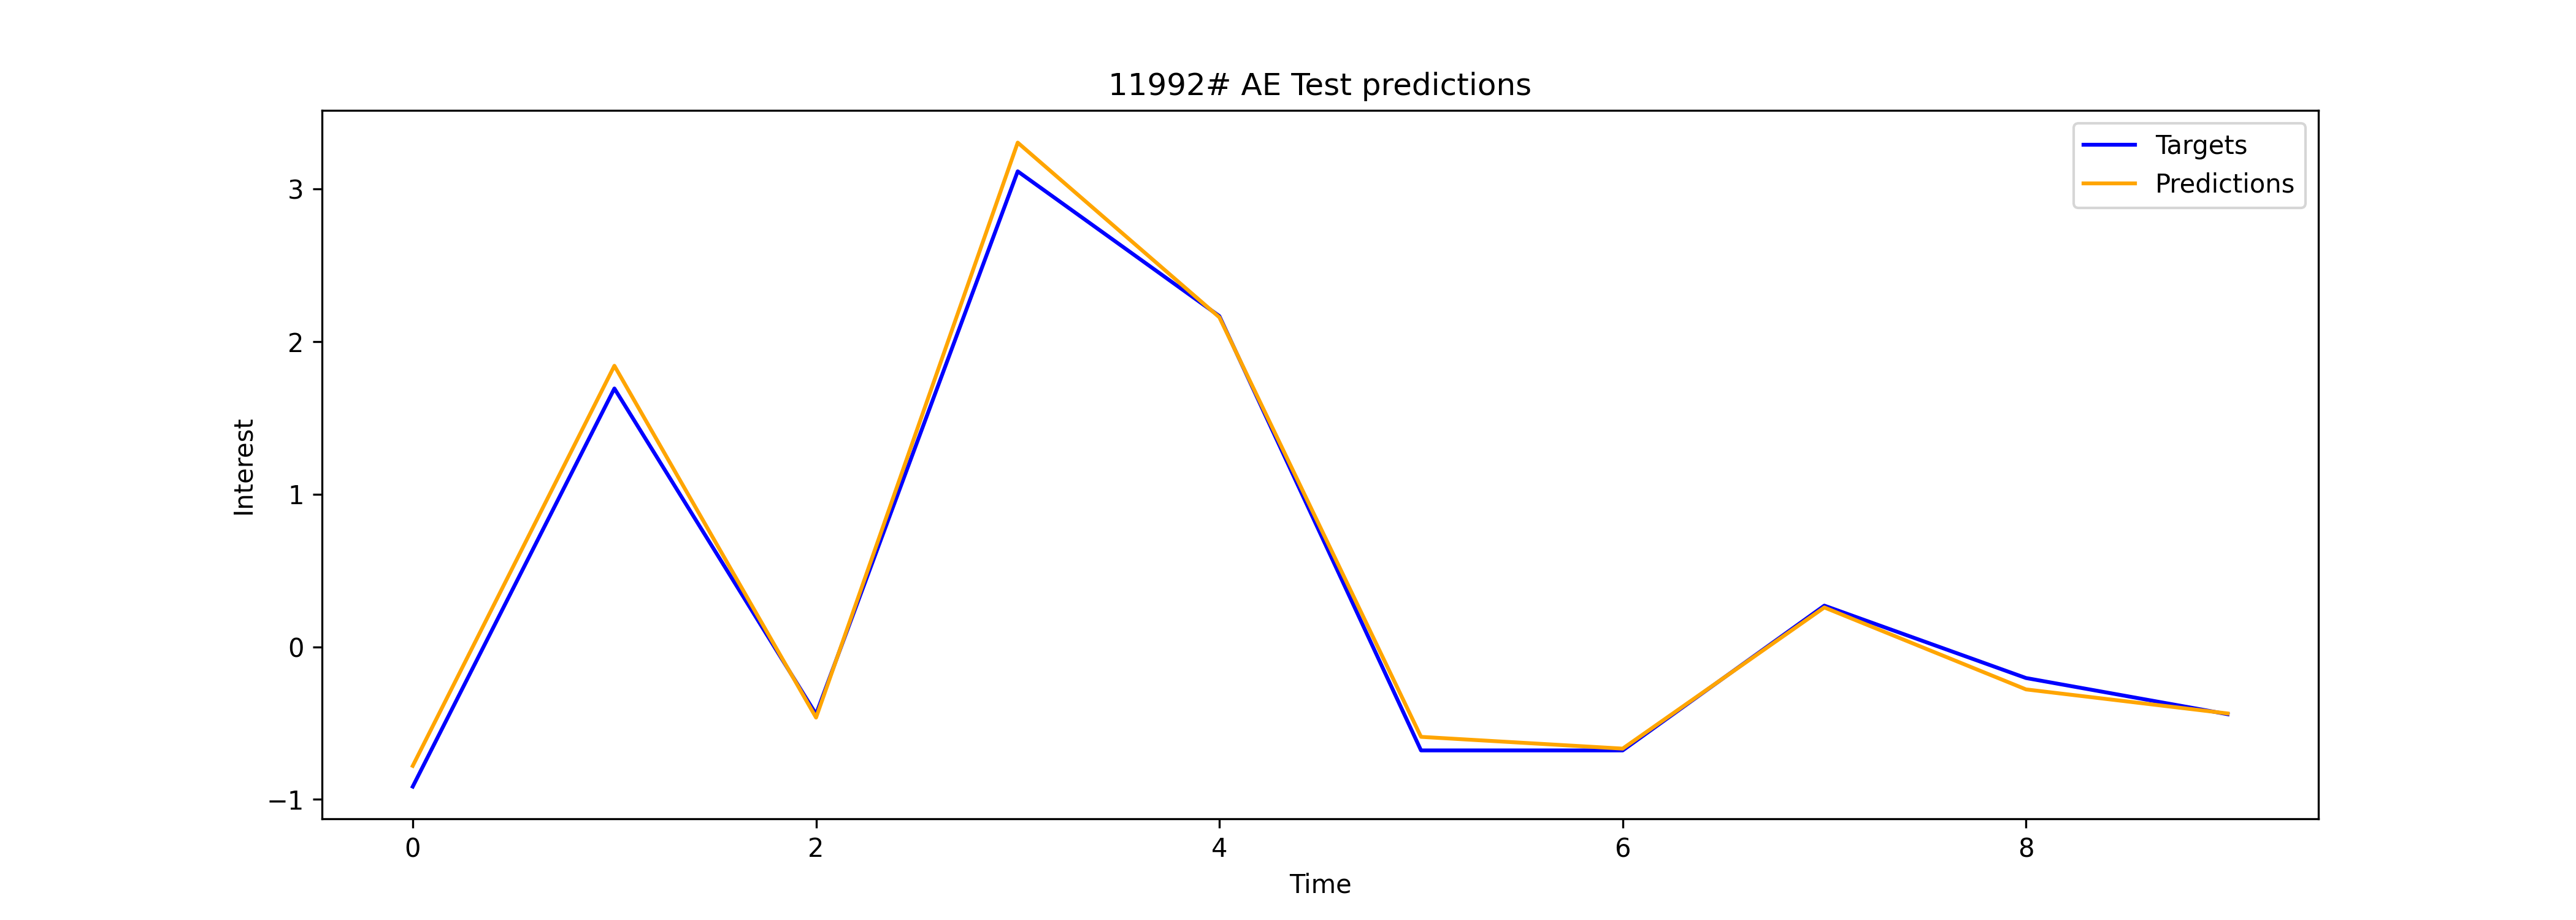 11992# AE Test predictions
Targets
Predictions
3
2
1
0
−1
Interest
0 2 4 6 8
Time